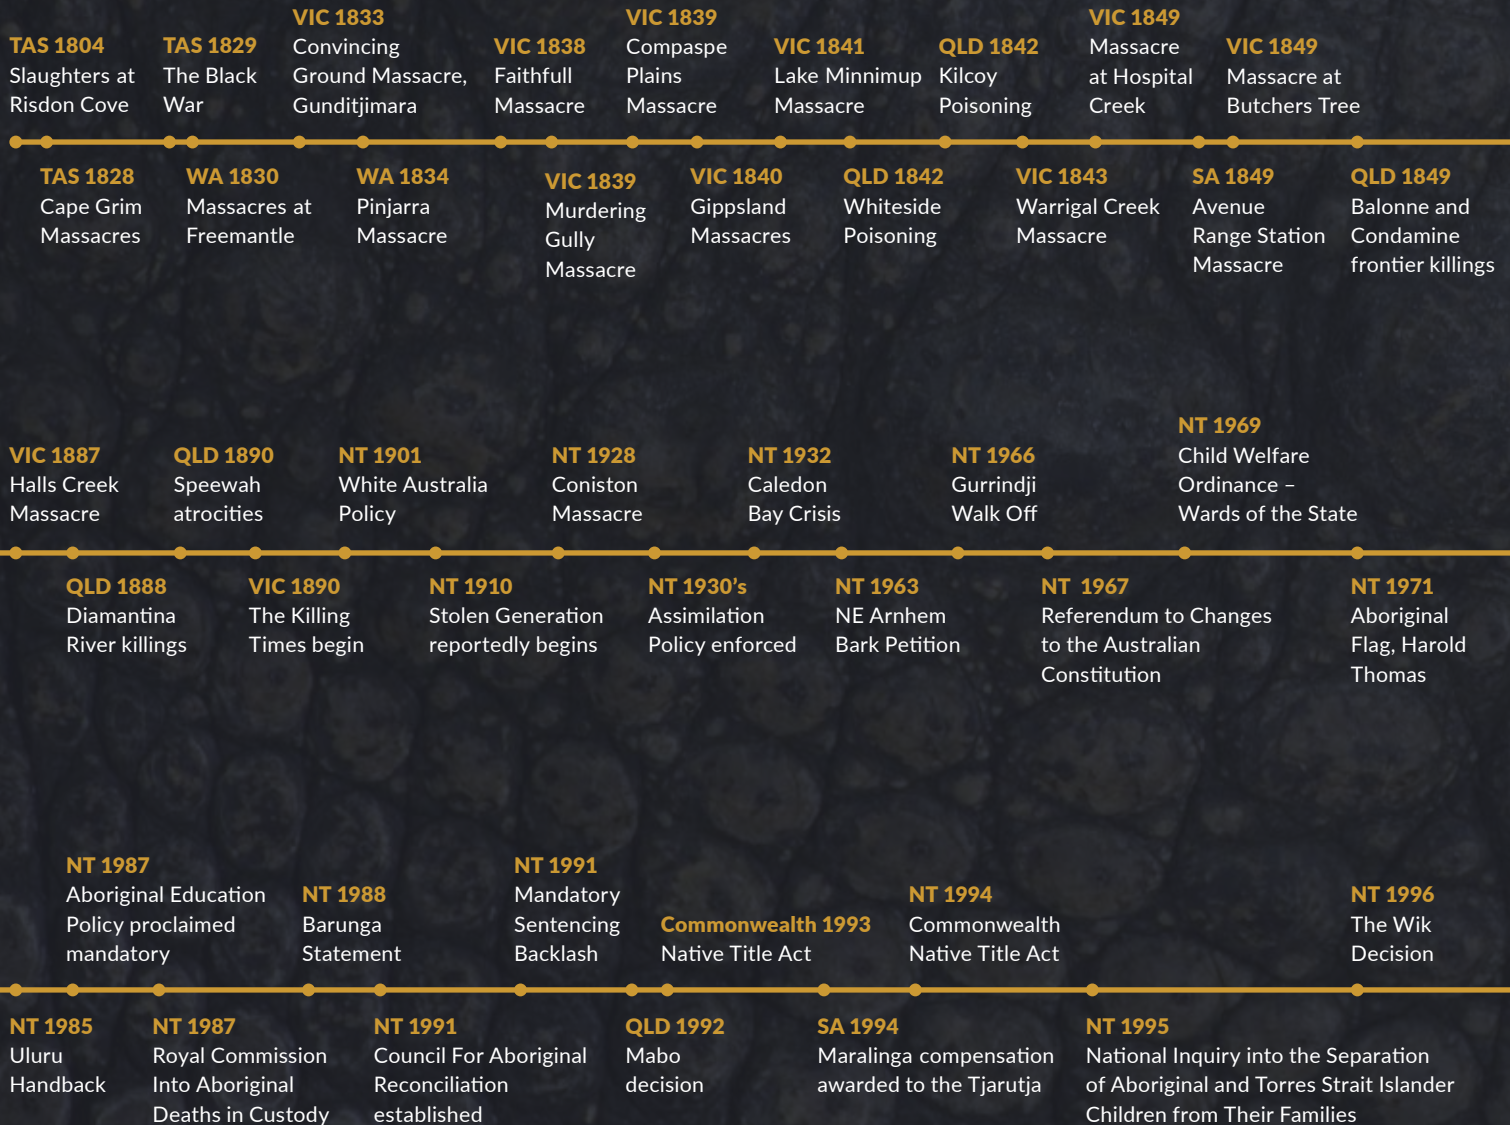 TAS 1804
Slaughters at
Risdon Cove
TAS 1828
Cape Grim
Massacres
TAS 1829
The Black
War
WA 1830
Massacres at
Freemantle
VIC 1833
Convincing
Ground Massacre,
Gunditjimara
WA 1834
Pinjarra
Massacre
VIC 1838
Faithfull
Massacre
VIC 1839
Murdering
Gully
Massacre
VIC 1839
Compaspe
Plains
Massacre
VIC 1840
Gippsland
Massacres
VIC 1841
Lake Minnimup
Massacre
QLD 1842
Whiteside
Poisoning
QLD 1842
Kilcoy
Poisoning
VIC 1843
Warrigal Creek
Massacre
VIC 1849
Massacre
at Hospital
Creek
SA 1849
Avenue
Range Station
Massacre
VIC 1849
Massacre at
Butchers Tree
QLD 1849
Balonne and
Condamine
frontier killings
VIC 1887
Halls Creek
Massacre
QLD 1888
Diamantina
River killings
QLD 1890
Speewah
atrocities
VIC 1890
The Killing
Times begin
NT 1901
White Australia
Policy
NT 1910
Stolen Generation
reportedly begins
NT 1928
Coniston
Massacre
NT 1930’s
Assimilation
Policy enforced
NT 1932
Caledon
Bay Crisis
NT 1963
NE Arnhem
Bark Petition
NT 1966
Gurrindji
Walk Off
NT 1967
Referendum to Changes
to the Australian
Constitution
NT 1969
Child Welfare
Ordinance –
Wards of the State
NT 1971
Aboriginal
Flag, Harold
Thomas
NT 1985
Uluru
Handback
NT 1987
Aboriginal Education
Policy proclaimed
mandatory
NT 1987
Royal Commission
Into Aboriginal
Deaths in Custody
NT 1988
Barunga
Statement
NT 1991
Council For Aboriginal
Reconciliation
established
NT 1991
Mandatory
Sentencing
Backlash
QLD 1992
Mabo
decision
Commonwealth 1993
Native Title Act
SA 1994
Maralinga compensation
awarded to the Tjarutja
NT 1994
Commonwealth
Native Title Act
NT 1995
National Inquiry into the Separation
of Aboriginal and Torres Strait Islander
Children from Their Families
NT 1996
The Wik
Decision